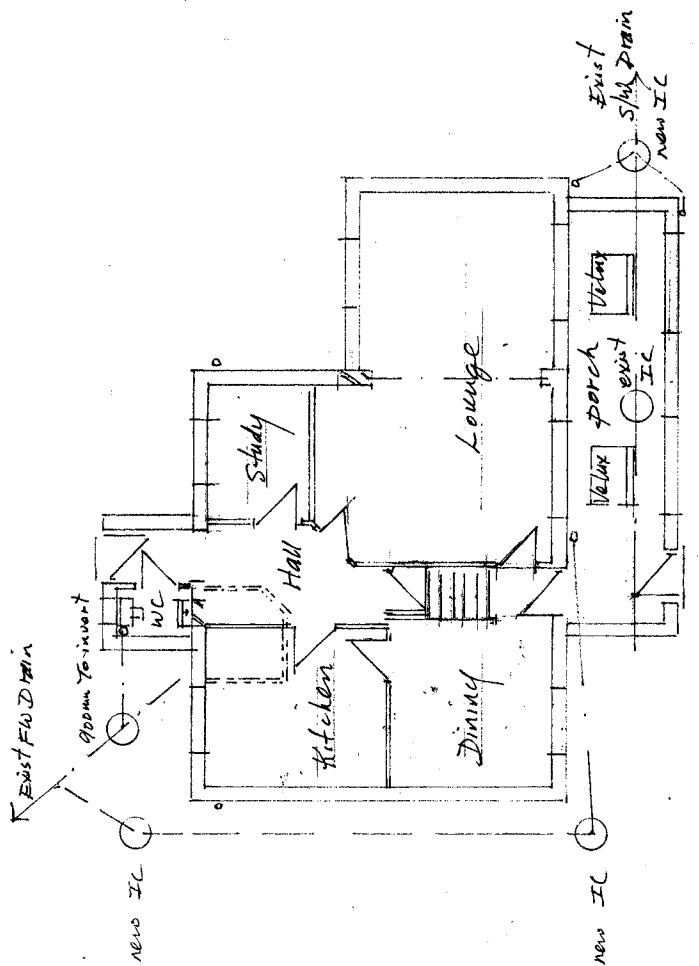 Exist FW Drain
900mm To invert
WC
Hall
Study
Kitchen
Dining
Lounge
Velux
porch
exist
IC
Velux
Exist
S/W Drain
new IC
new IC
new IC